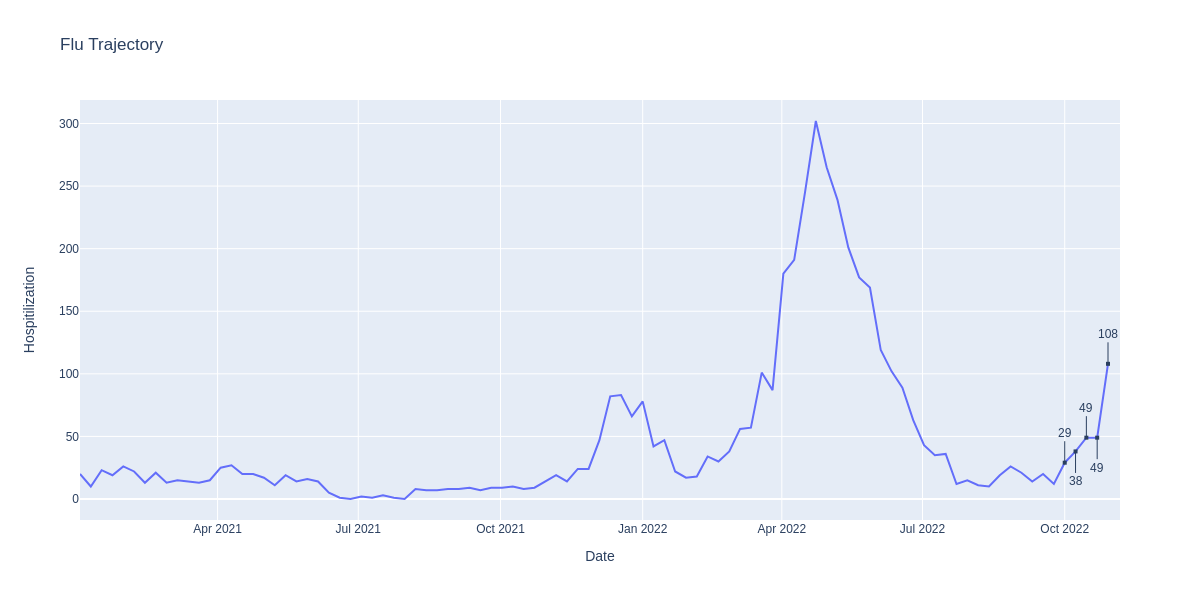 Flu Trajectory
300
250
200
150
100
50
0
Hospitilization
108
49
29
49
38
Apr 2021
Jul 2021
Oct 2021
Jan 2022
Apr 2022
Jul 2022
Oct 2022
Date